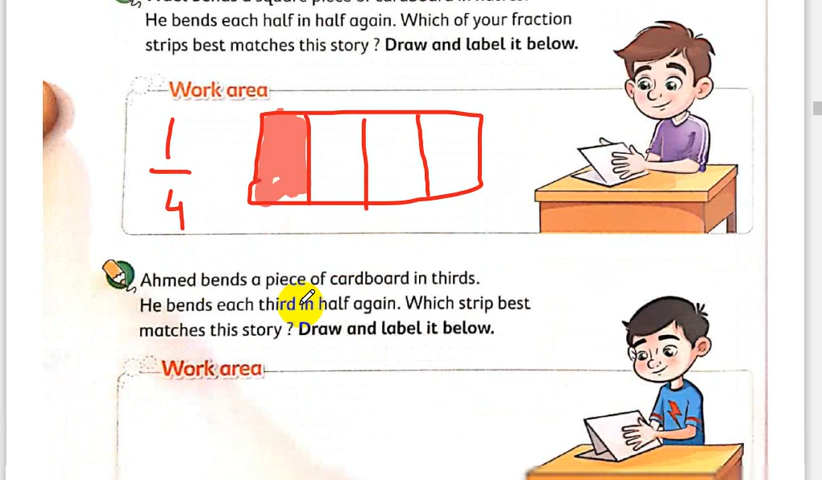 He bends each half in half again. Which of your fraction
strips best matches this story ? Draw and label it below.
Work area
1
4
Ahmed bends a piece of cardboard in thirds.
He bends each third in half again. Which strip best
matches this story ? Draw and label it below.
Work area